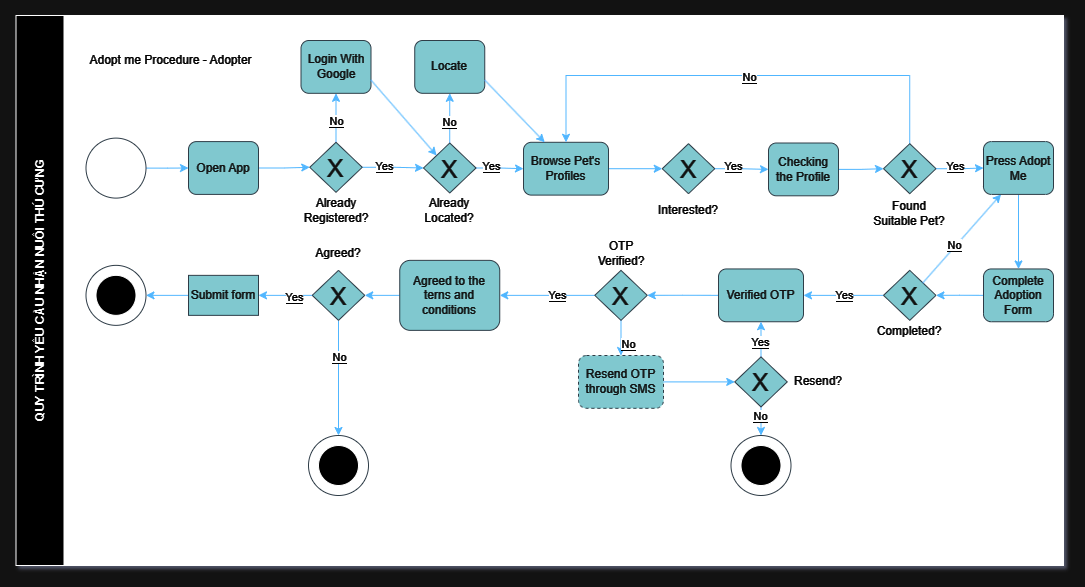 QUY TRÌNH YÊU CẦU NHẬN NUÔI THÚ CƯNG
Adopt me Procedure - Adopter
Login With
Google
Locate
No
No
No
Open App
X
Yes
X
Yes
Browse Pet's
Profiles
X
Yes
Checking
the Profile
X
Yes
Press Adopt
Me
Already
Registered?
Already
Located?
Interested?
Found
Suitable Pet?
No
Agreed?
OTP
Verified?
Submit form
Yes
X
Agreed to the
terns and
conditions
Yes
X
Verified OTP
Yes
X
Complete
Adoption
Form
Completed?
No
No
Yes
Resend OTP
through SMS
X
Resend?
No